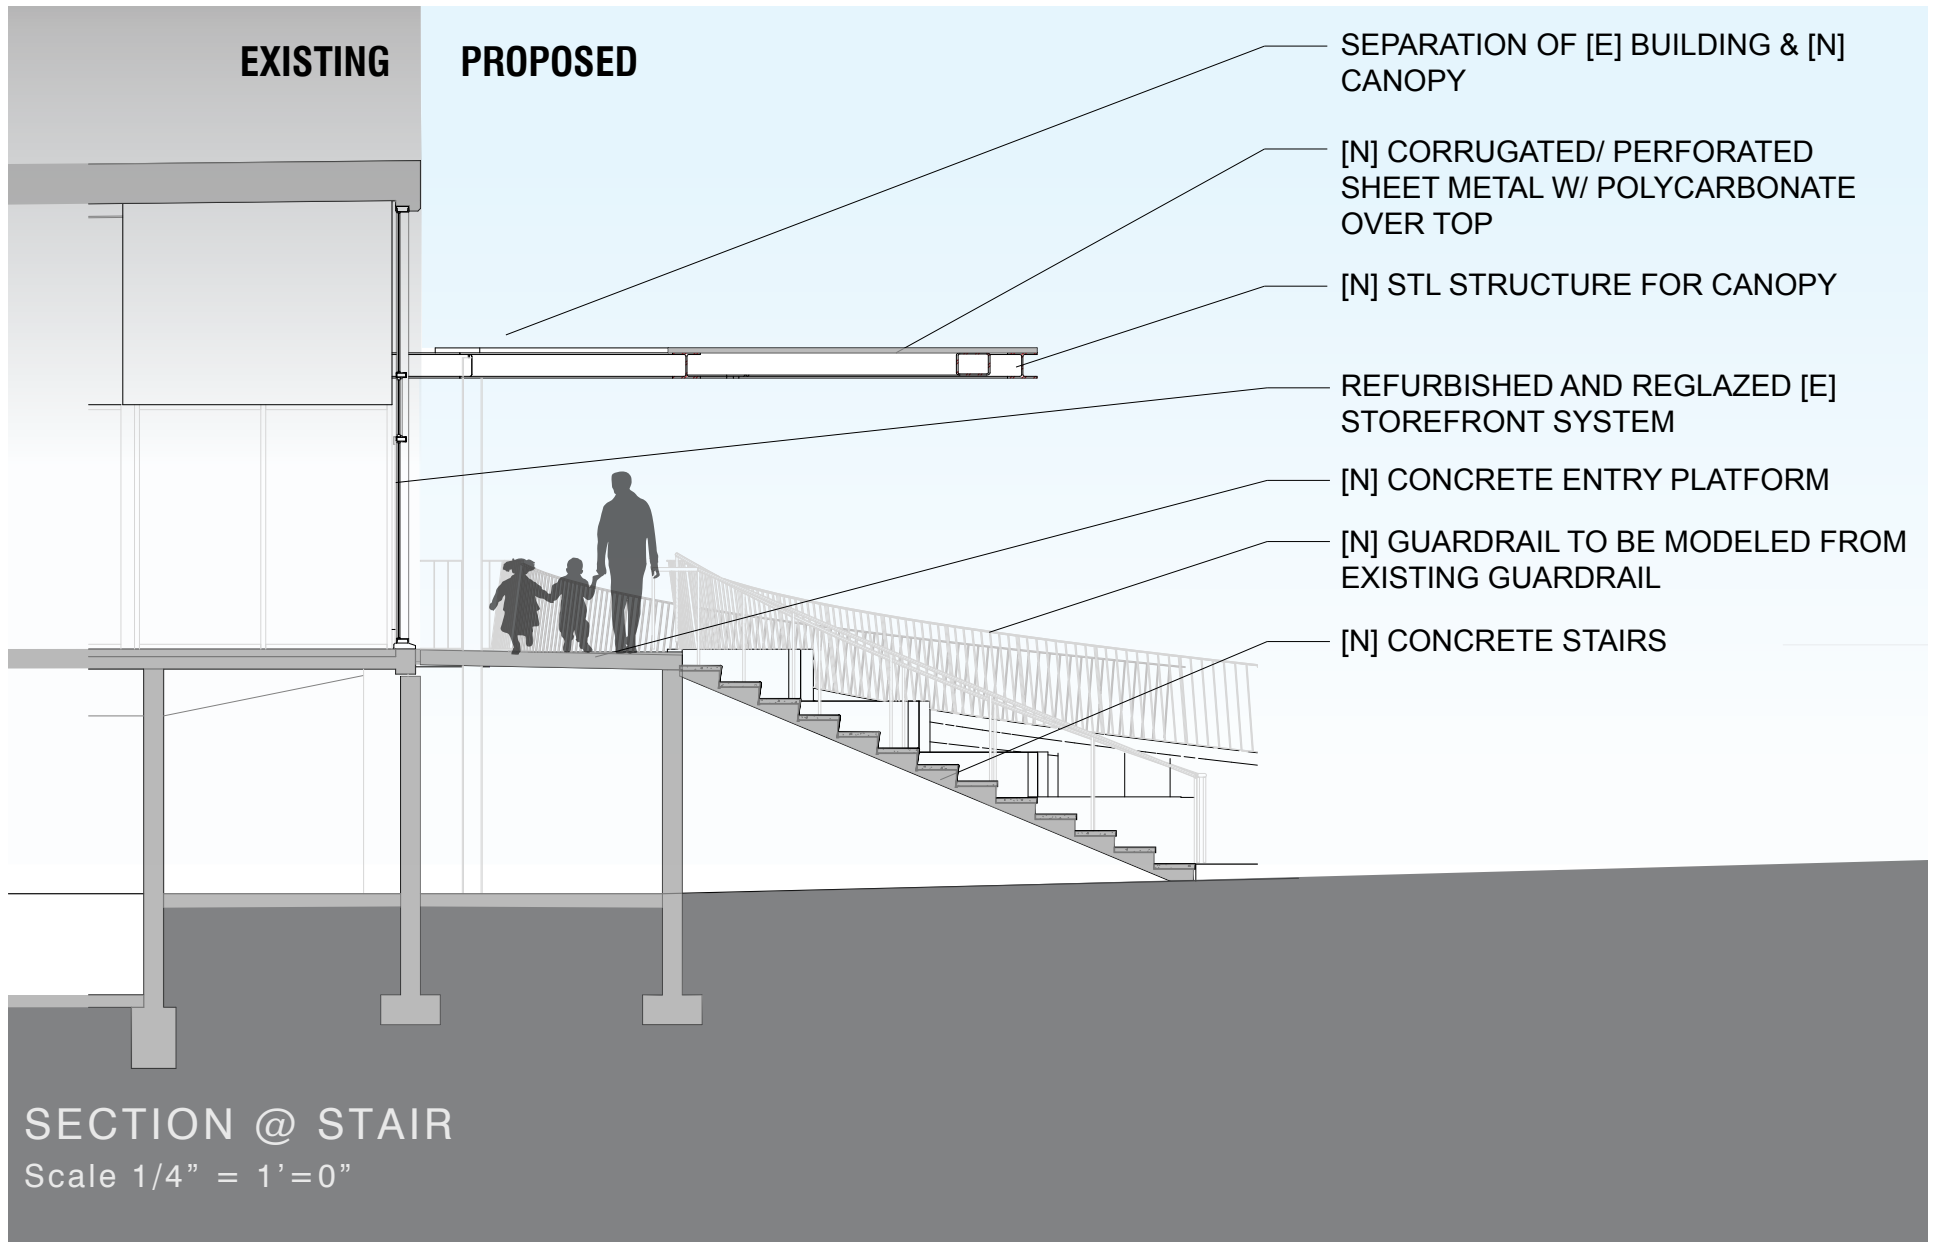 EXISTING
PROPOSED
SEPARATION OF [E] BUILDING & [N]
CANOPY
[N] CORRUGATED/ PERFORATED
SHEET METAL W/ POLYCARBONATE
OVER TOP
[N] STL STRUCTURE FOR CANOPY
REFURBISHED AND REGLAZED [E]
STOREFRONT SYSTEM
[N] CONCRETE ENTRY PLATFORM
[N] GUARDRAIL TO BE MODELED FROM
EXISTING GUARDRAIL
[N] CONCRETE STAIRS
SECTION @ STAIR
Scale 1/4” = 1’=0”